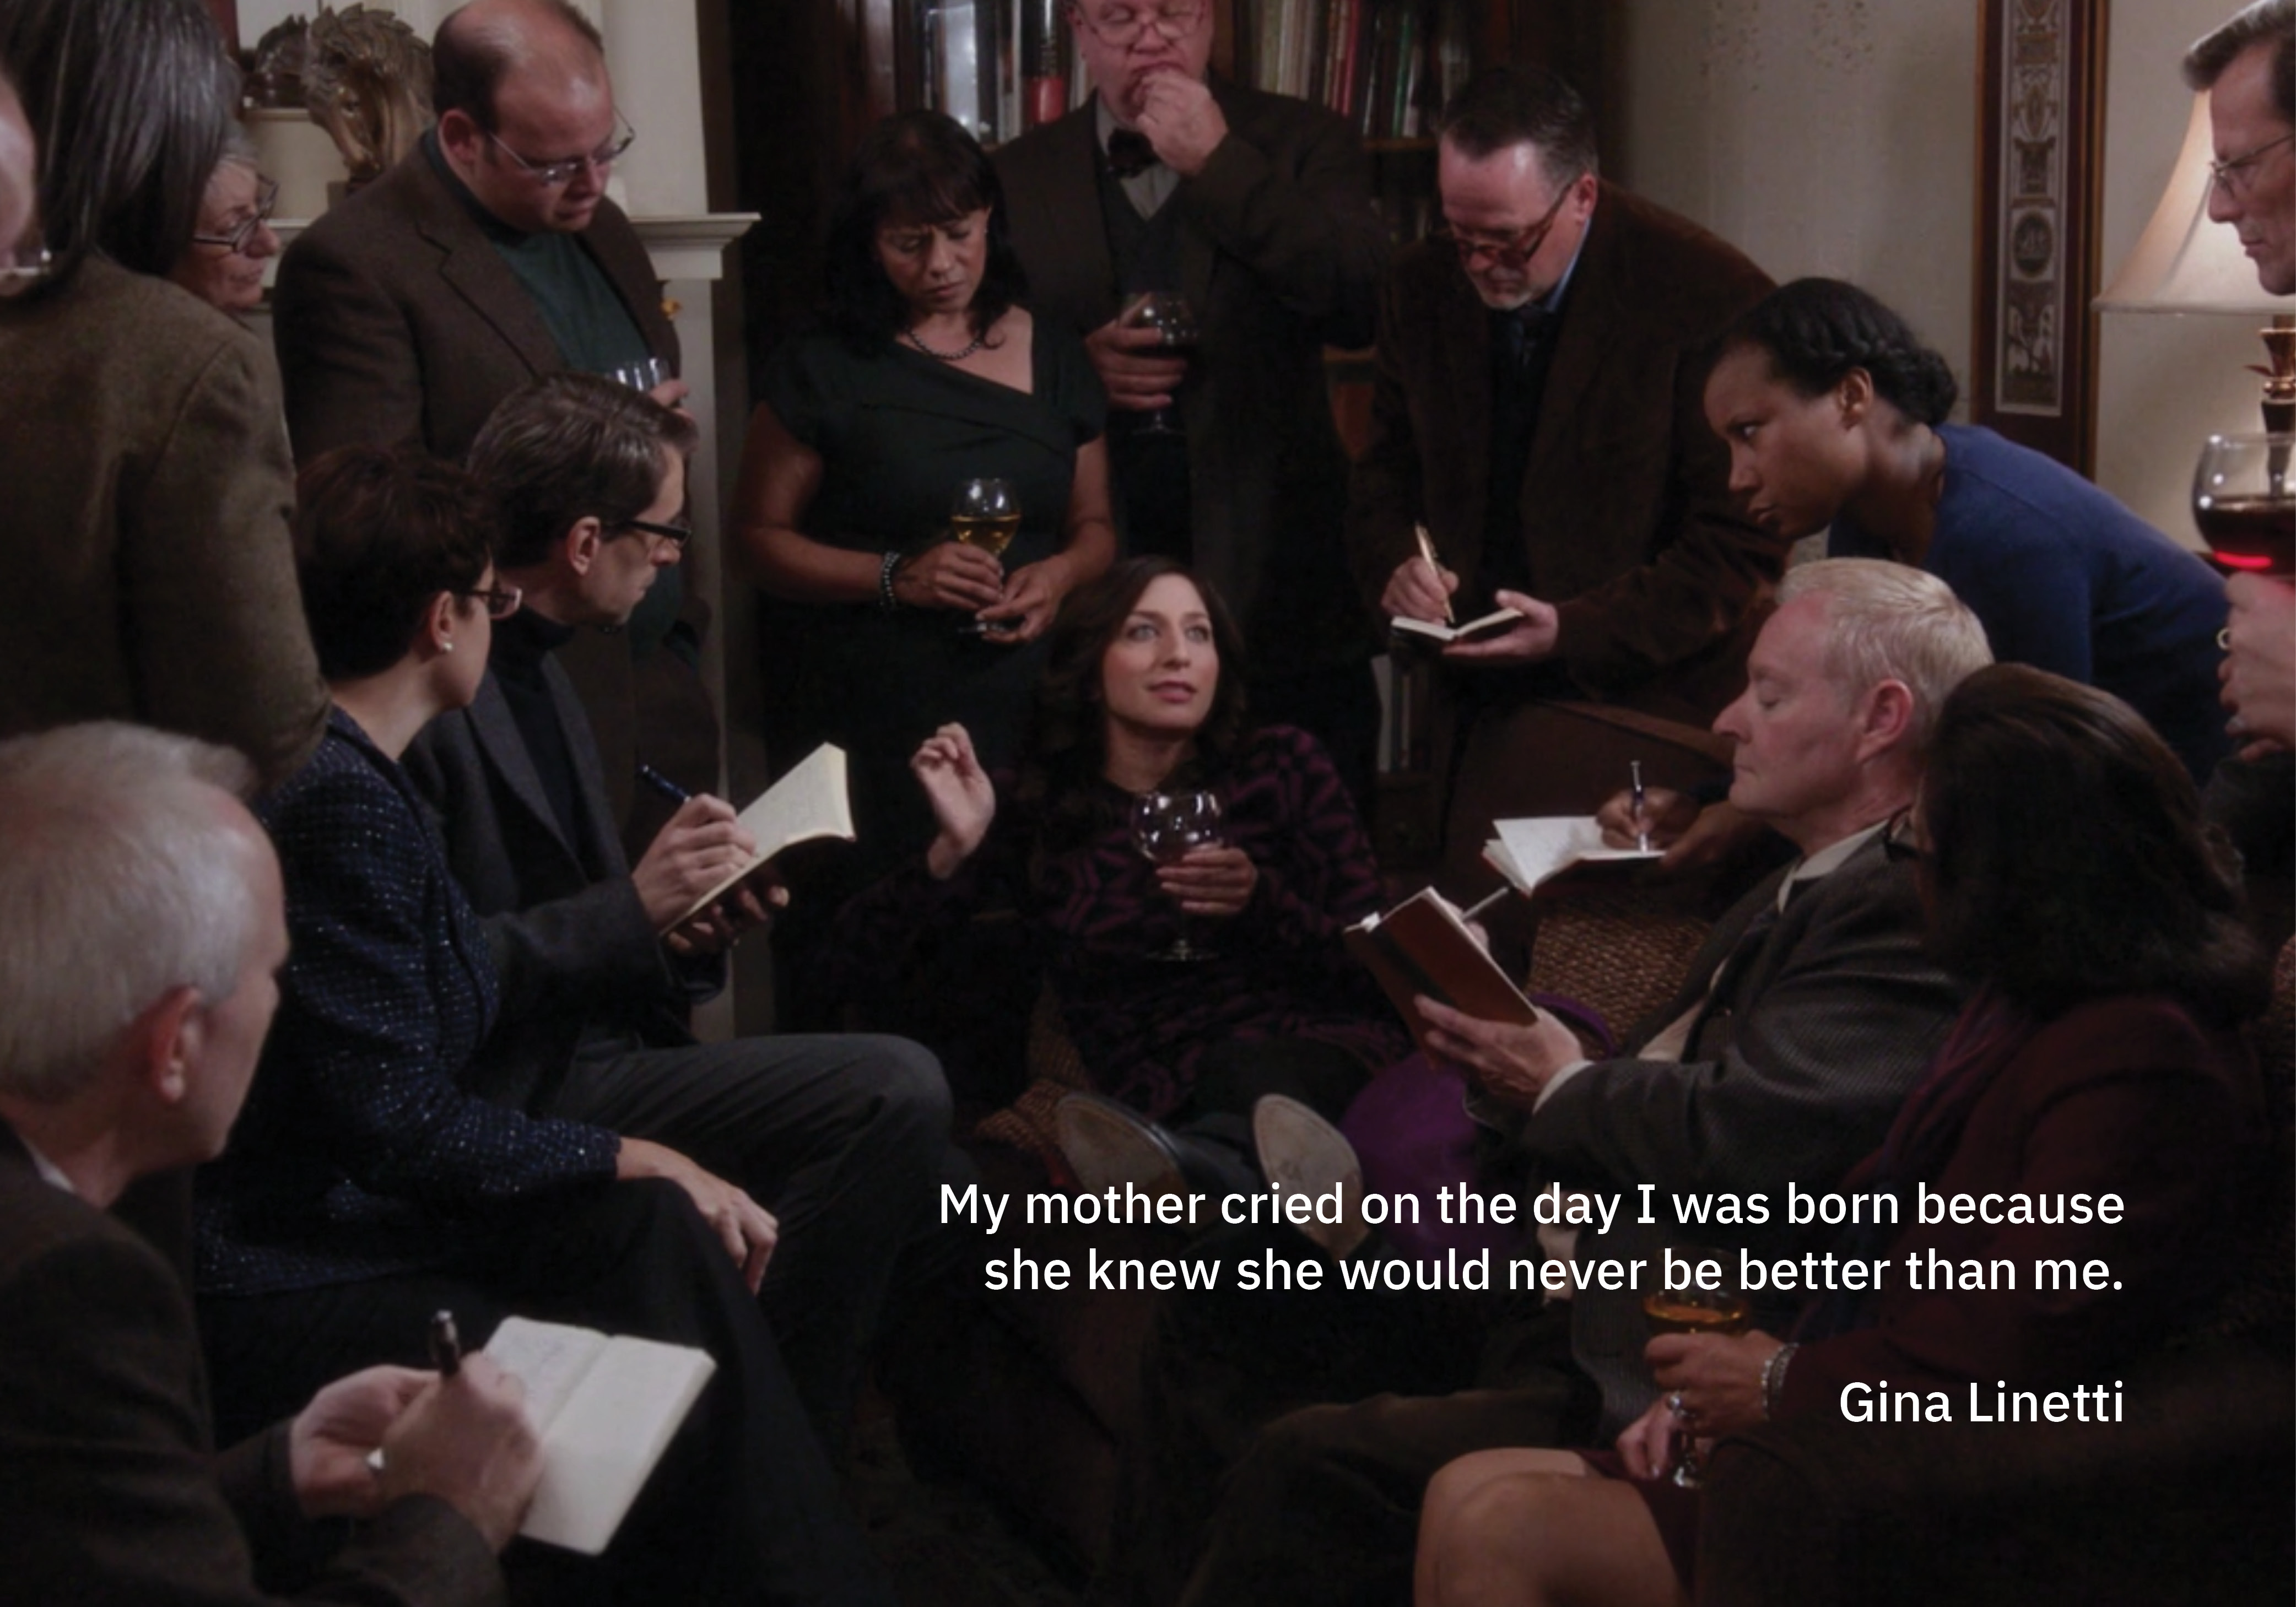 My mother cried on the day I was born because
she knew she would never be better than me.
Gina Linetti